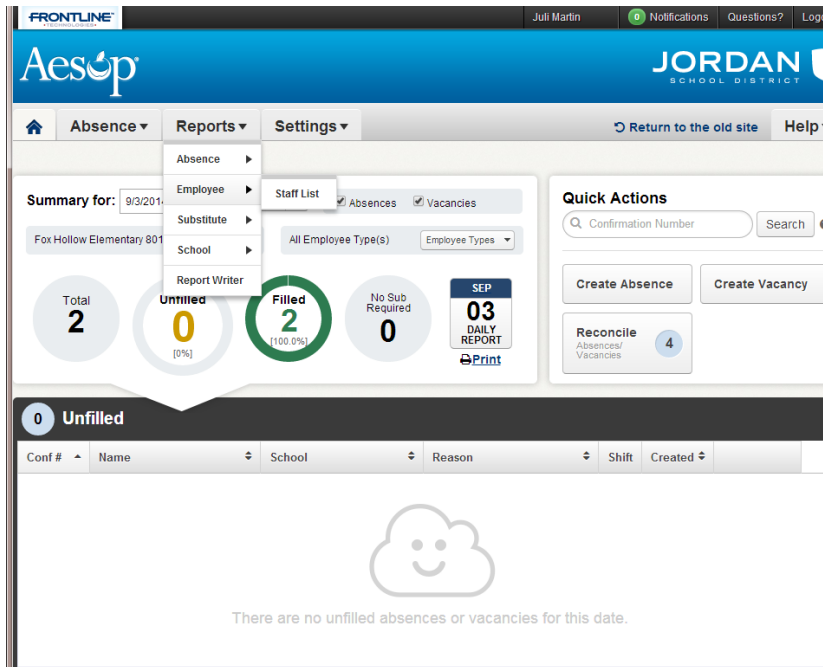 FRONTLINE
TECHNOLOGIES
Juli Martin
0 Notifications
Questions?
Aesop
JORDAN
SCHOOL DISTRICT
Absence
Reports
Settings
Return to the old site
Help
Absence
Employee
Staff List
Substitute
School
Report Writer
Summary for: 9/3/2014
Absences
Vacancies
Fox Hollow Elementary 801
All Employee Type(s)
Employee Types
Total
2
Unfilled
0
[0%]
Filled
2
[100.0%]
No Sub
Required
0
SEP
03
DAILY
REPORT
Print
Quick Actions
Confirmation Number
Search
Create Absence
Create Vacancy
Reconcile
Absences/
Vacancies
4
0 Unfilled
Conf # Name School Reason Shift Created
There are no unfilled absences or vacancies for this date.